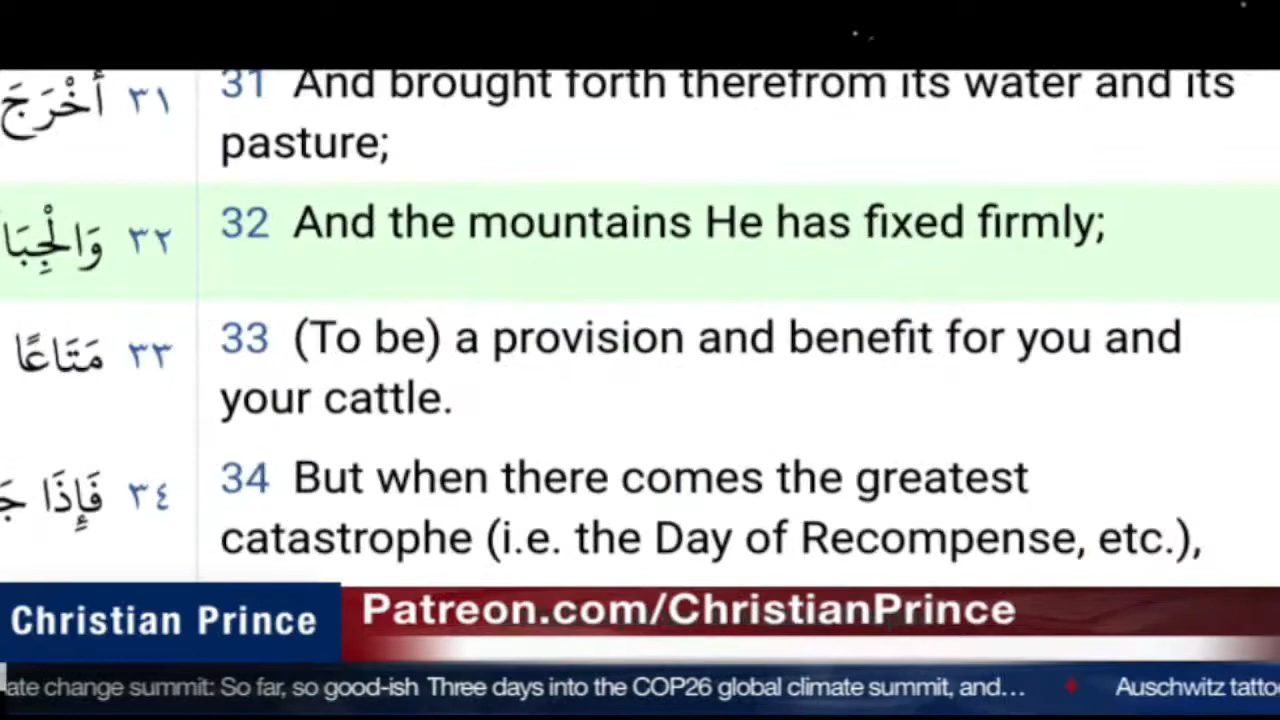 أَخْرَجَ ٣١ 31 And brought forth therefrom its water and its
pasture;
٣٢ 32 And the mountains He has fixed firmly;
مَتَاعًا ٣٣ 33 (To be) a provision and benefit for you and
your cattle.
فَإِذَا ٣٤ 34 But when there comes the greatest
catastrophe (i.e. the Day of Recompense, etc.),
Christian Prince Patreon.com/ChristianPrince
ate change summit: So far, so good-ish Three days into the COP26 global climate summit, and... Auschwitz tatto